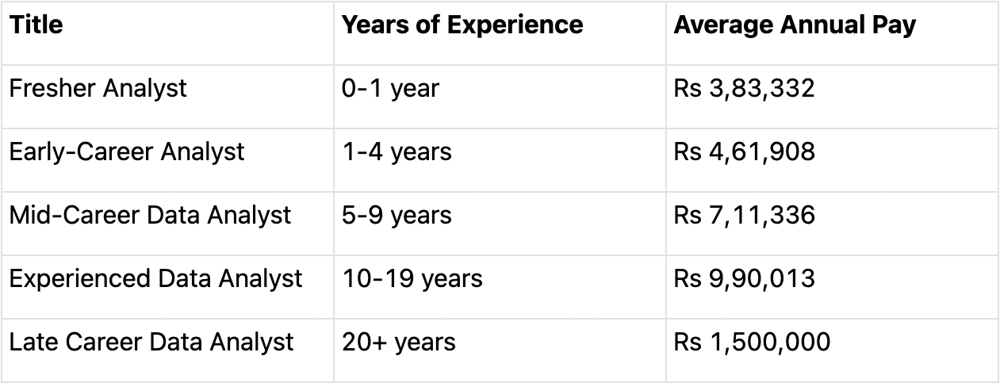 Title Years of Experience Average Annual Pay
Fresher Analyst 0-1 year Rs 3,83,332
Early-Career Analyst 1-4 years Rs 4,61,908
Mid-Career Data Analyst 5-9 years Rs 7,11,336
Experienced Data Analyst 10-19 years Rs 9,90,013
Late Career Data Analyst 20+ years Rs 1,500,000